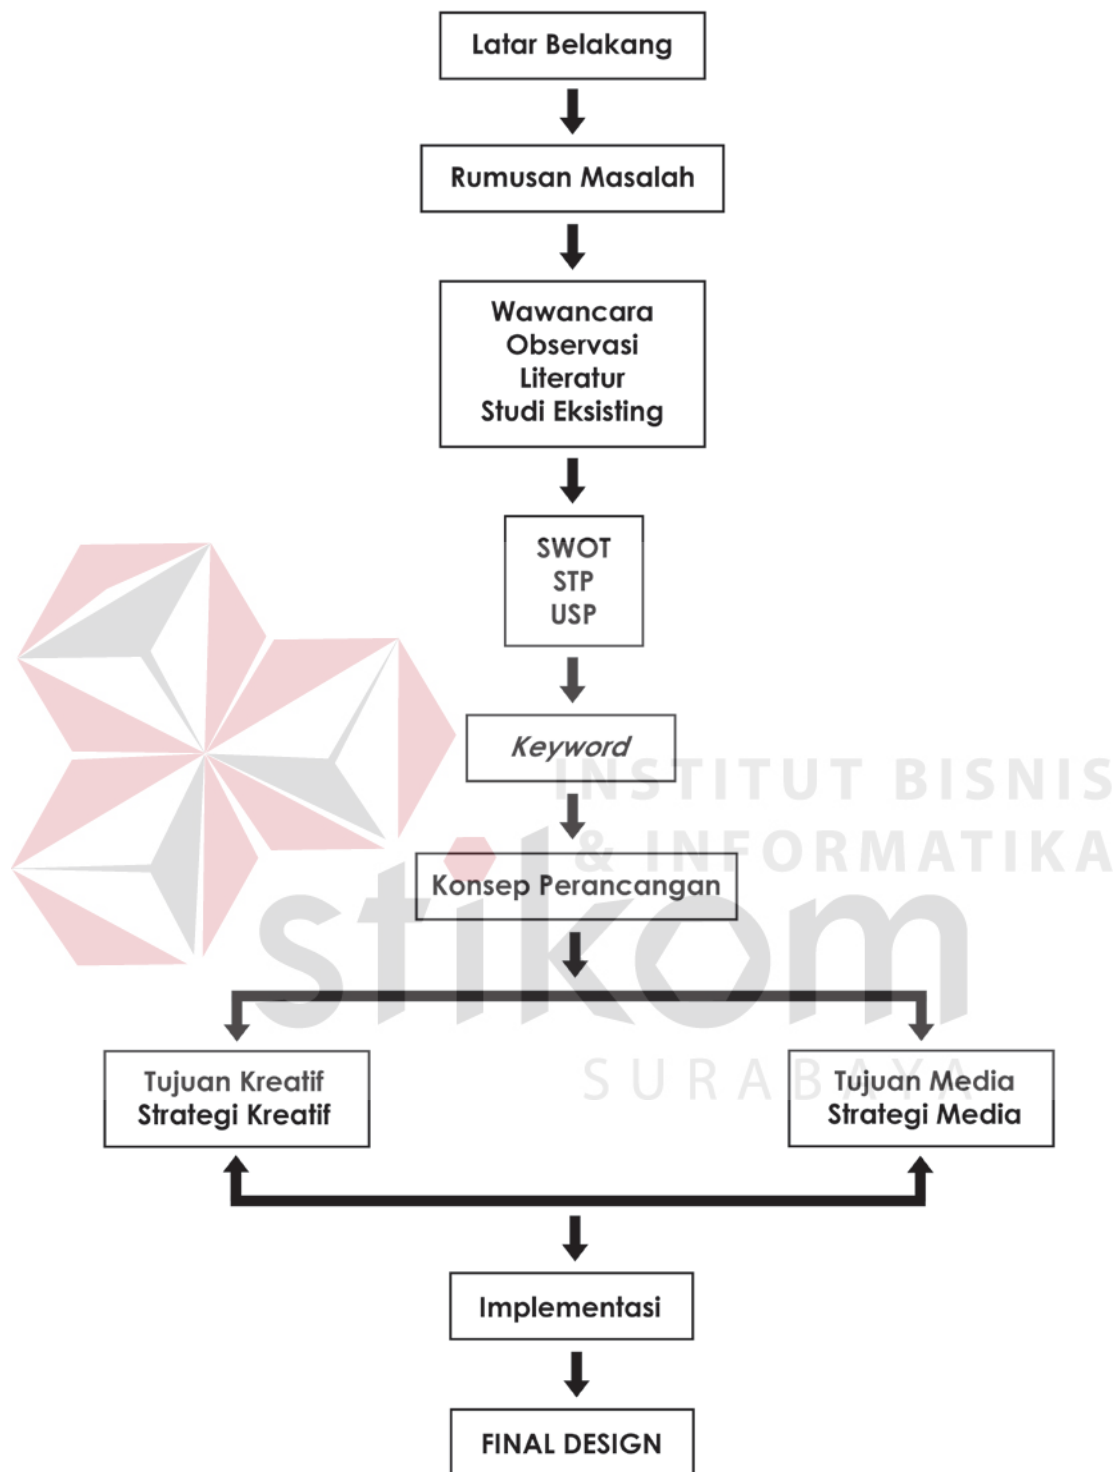 Latar Belakang
Rumusan Masalah
Wawancara
Observasi
Literatur
Studi Eksisting
SWOT
STP
USP
Keyword
INSTITUT BISNIS
& INFORMATIKA
Konsep Perancangan
stikom
SURABAYA
Tujuan Kreatif
Strategi Kreatif
Tujuan Media
Strategi Media
Implementasi
FINAL DESIGN